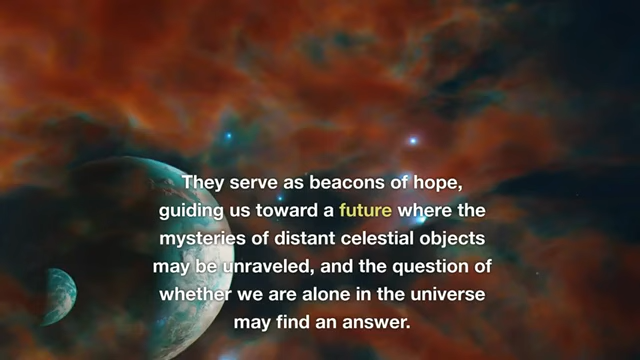 They serve as beacons of hope,
guiding us toward a future where the
mysteries of distant celestial objects
may be unraveled, and the question of
whether we are alone in the universe
may find an answer.